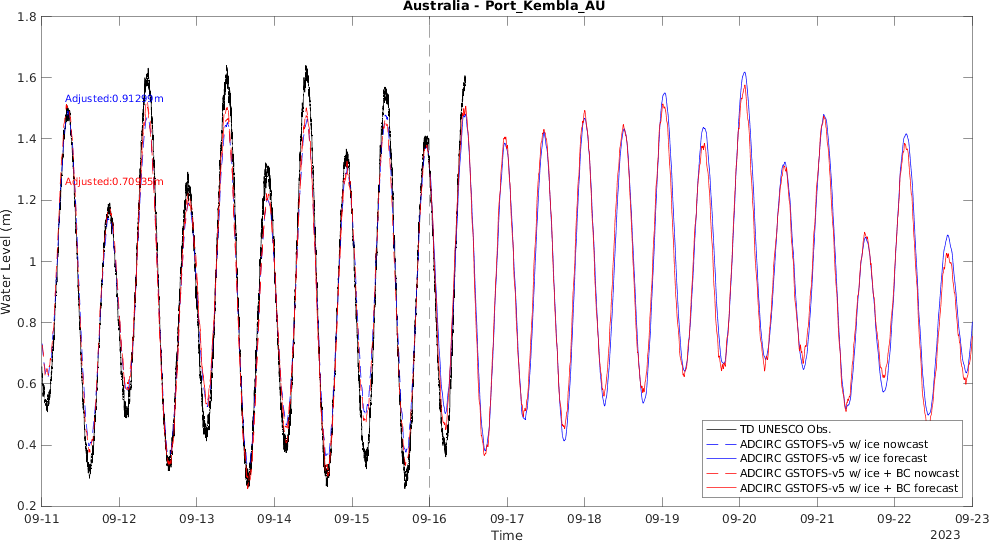 Australia - Port_Kembla_AU
Water Level (m)
1.8
1.6
1.4
1.2
1
0.8
0.6
0.4
0.2
Adjusted:0.91299m
Adjusted:0.70935m
TD UNESCO Obs.
ADCIRC GSTOFS-v5 w/ ice nowcast
ADCIRC GSTOFS-v5 w/ ice forecast
ADCIRC GSTOFS-v5 w/ ice + BC nowcast
ADCIRC GSTOFS-v5 w/ ice + BC forecast
09-11 09-12 09-13 09-14 09-15 09-16 09-17 09-18 09-19 09-20 09-21 09-22 09-23
Time
2023